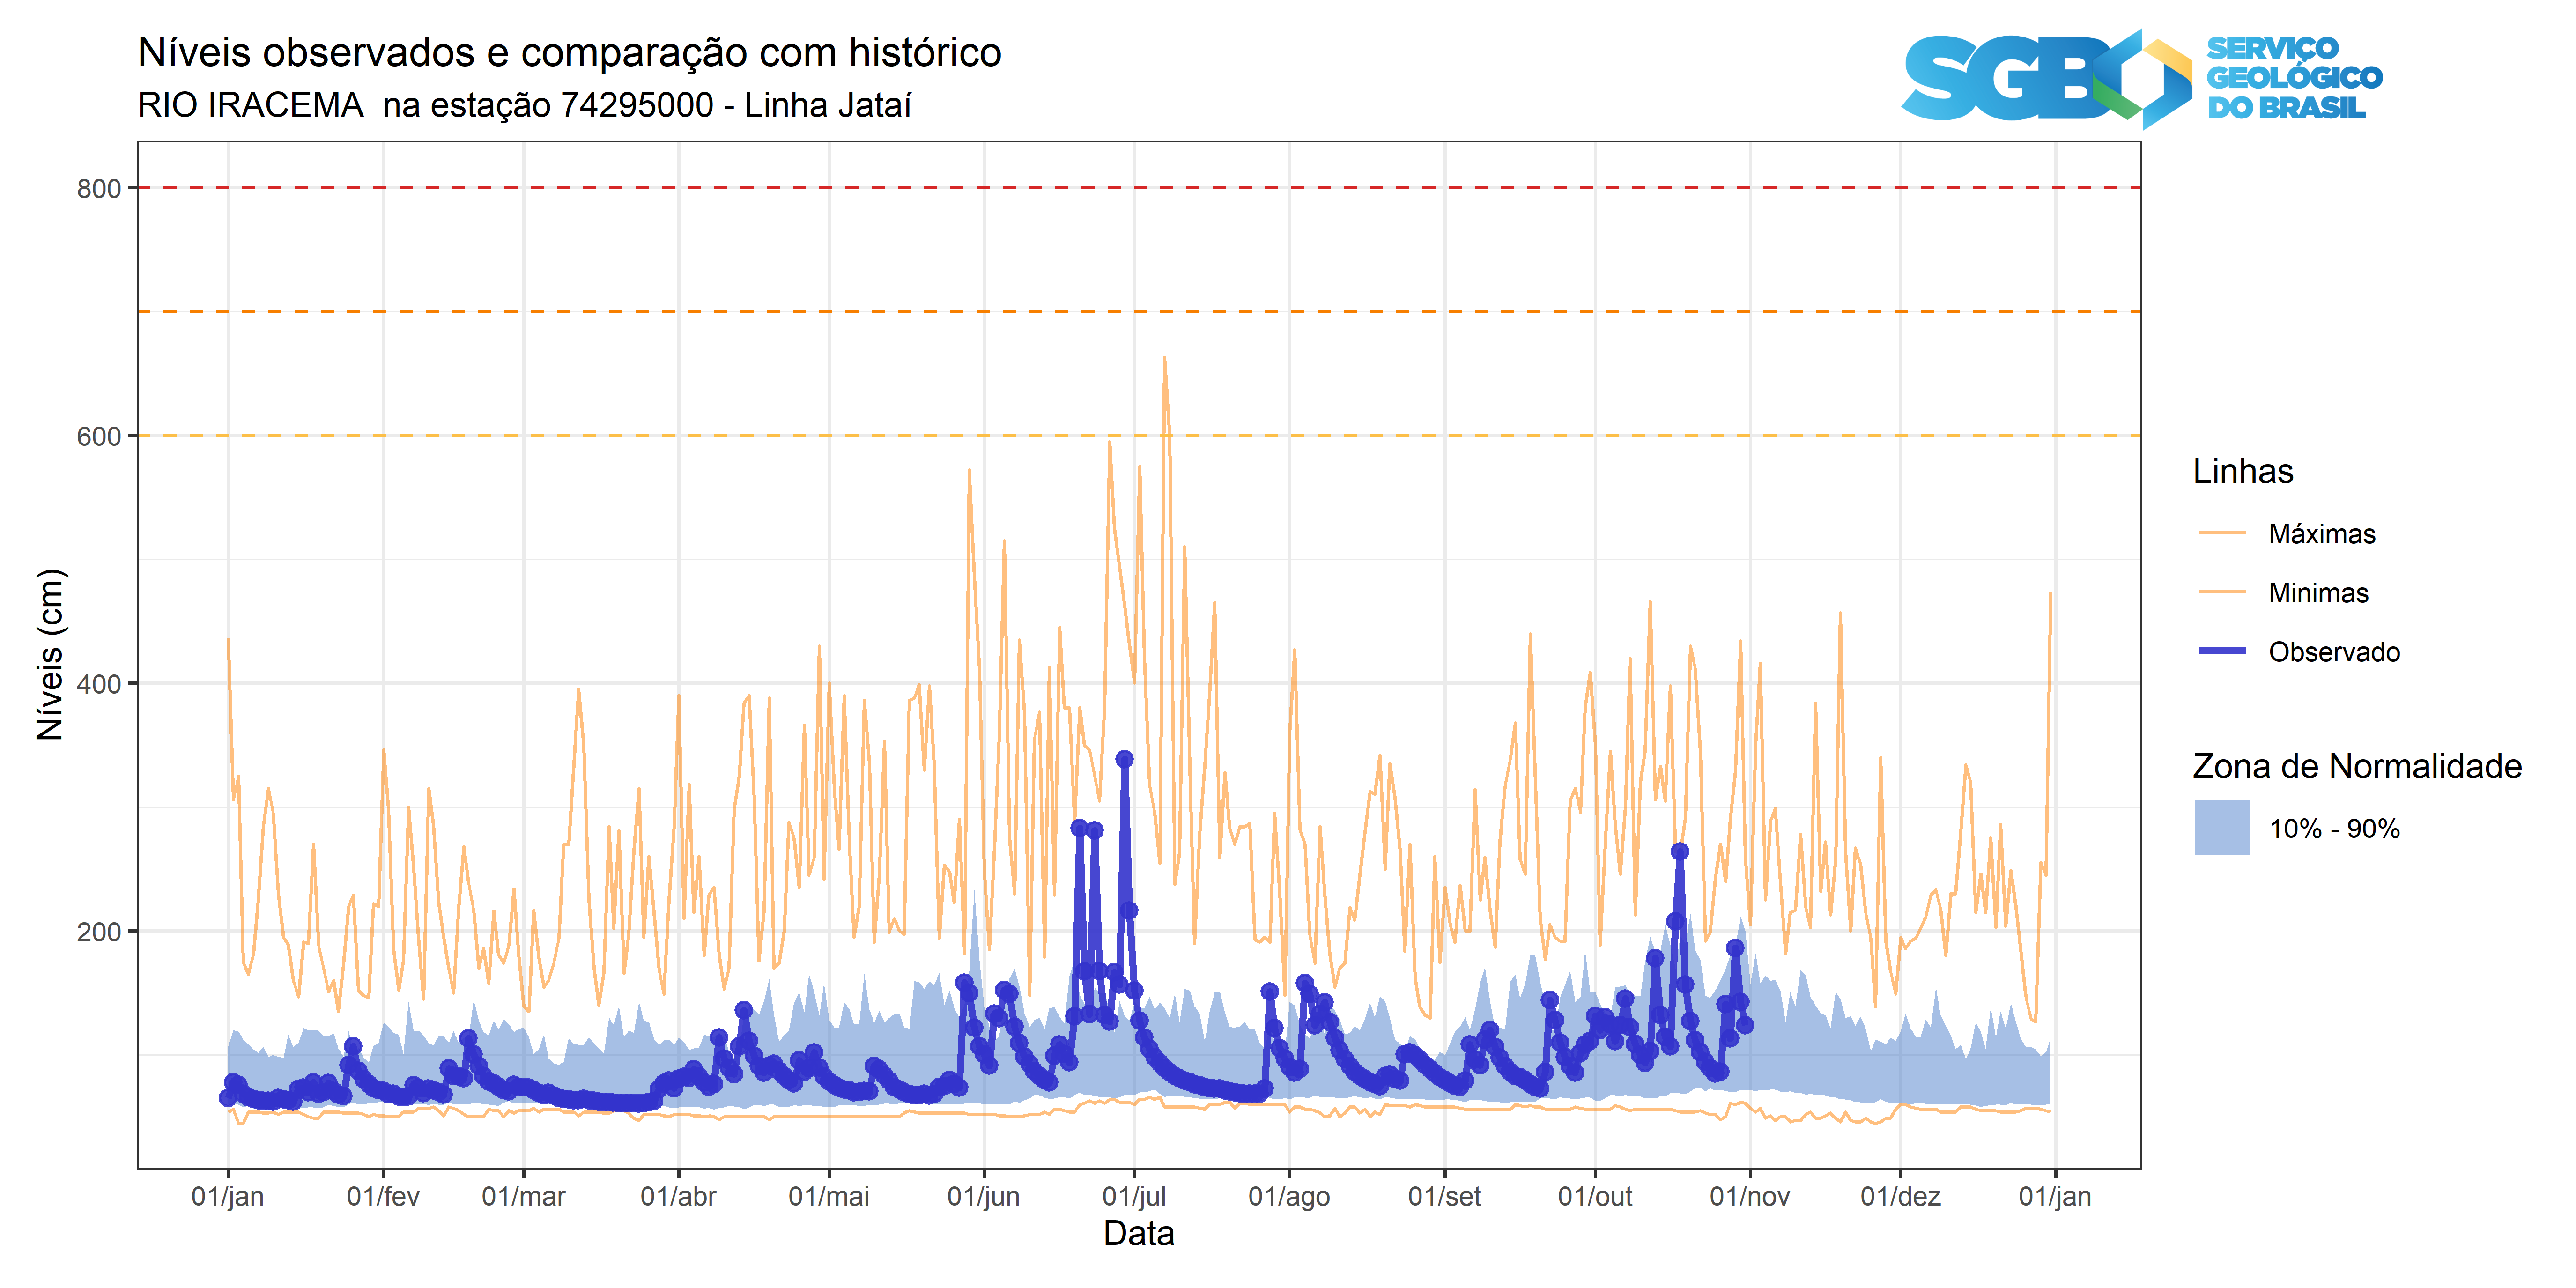 Níveis observados e comparação com histórico
RIO IRACEMA  na estação 74295000 - Linha Jataí
SGB
SERVIÇO
GEOLÓGICO
DO BRASIL
800
600
400
200
Níveis (cm)
01/jan
01/fev
01/mar
01/abr
01/mai
01/jun
01/jul
01/ago
01/set
01/out
01/nov
01/dez
01/jan
Data
Linhas
Máximas
Minimas
Observado
Zona de Normalidade
10% - 90%